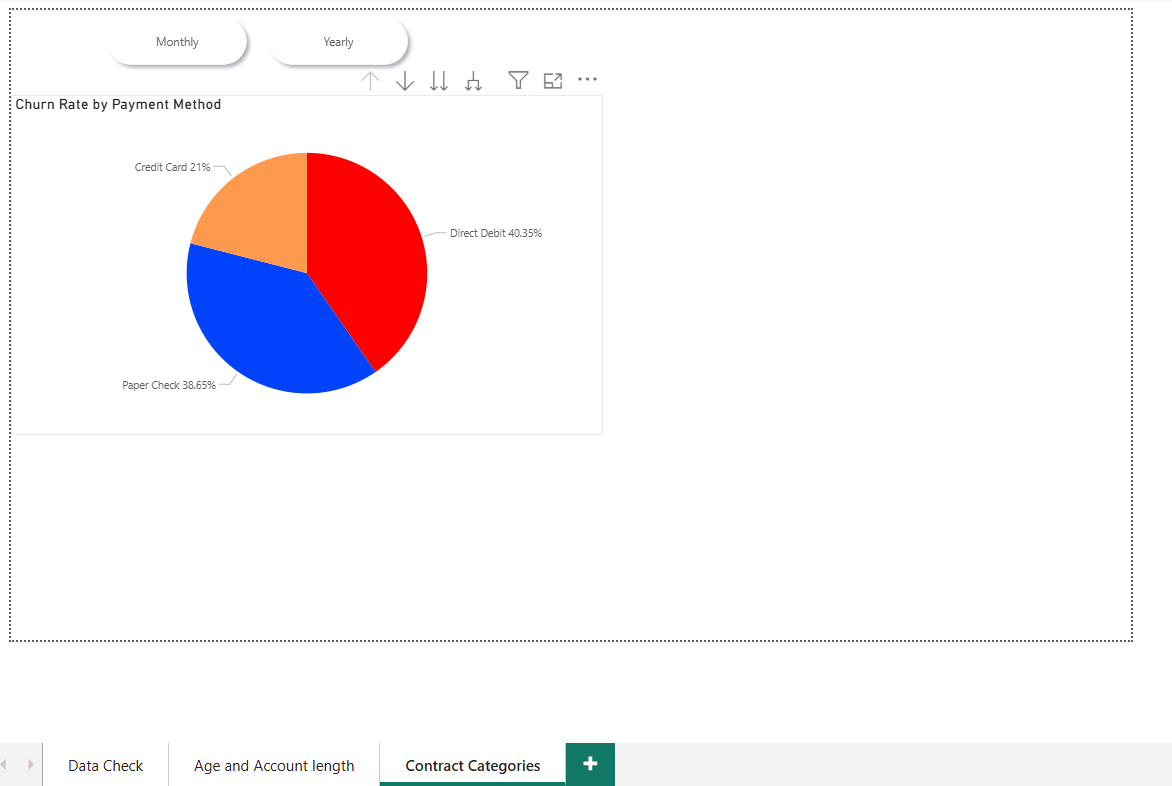 Monthly
Yearly
Churn Rate by Payment Method
Credit Card 21%
Direct Debit 40.35%
Paper Check 38.65%
Data Check
Age and Account length
Contract Categories